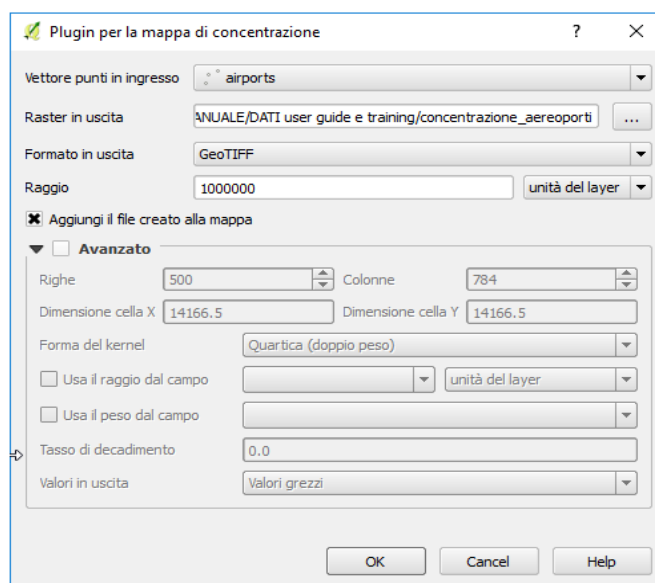 Plugin per la mappa di concentrazione ?
Vettore punti in ingresso airports
Raster in uscita ANUALE/DATI user guide e training/concentrazione_aereoporti ...
Formato in uscita GeoTIFF
Raggio 1000000 unità del layer
Aggiungi il file creato alla mappa
Avanzato
Righe 500 Colonne 784
Dimensione cella X 14166.5 Dimensione cella Y 14166.5
Forma del kernel Quartica (doppio peso)
Usa il raggio dal campo unità del layer
Usa il peso dal campo
Tasso di decadimento 0.0
Valori in uscita Valori grezzi
OK Cancel Help